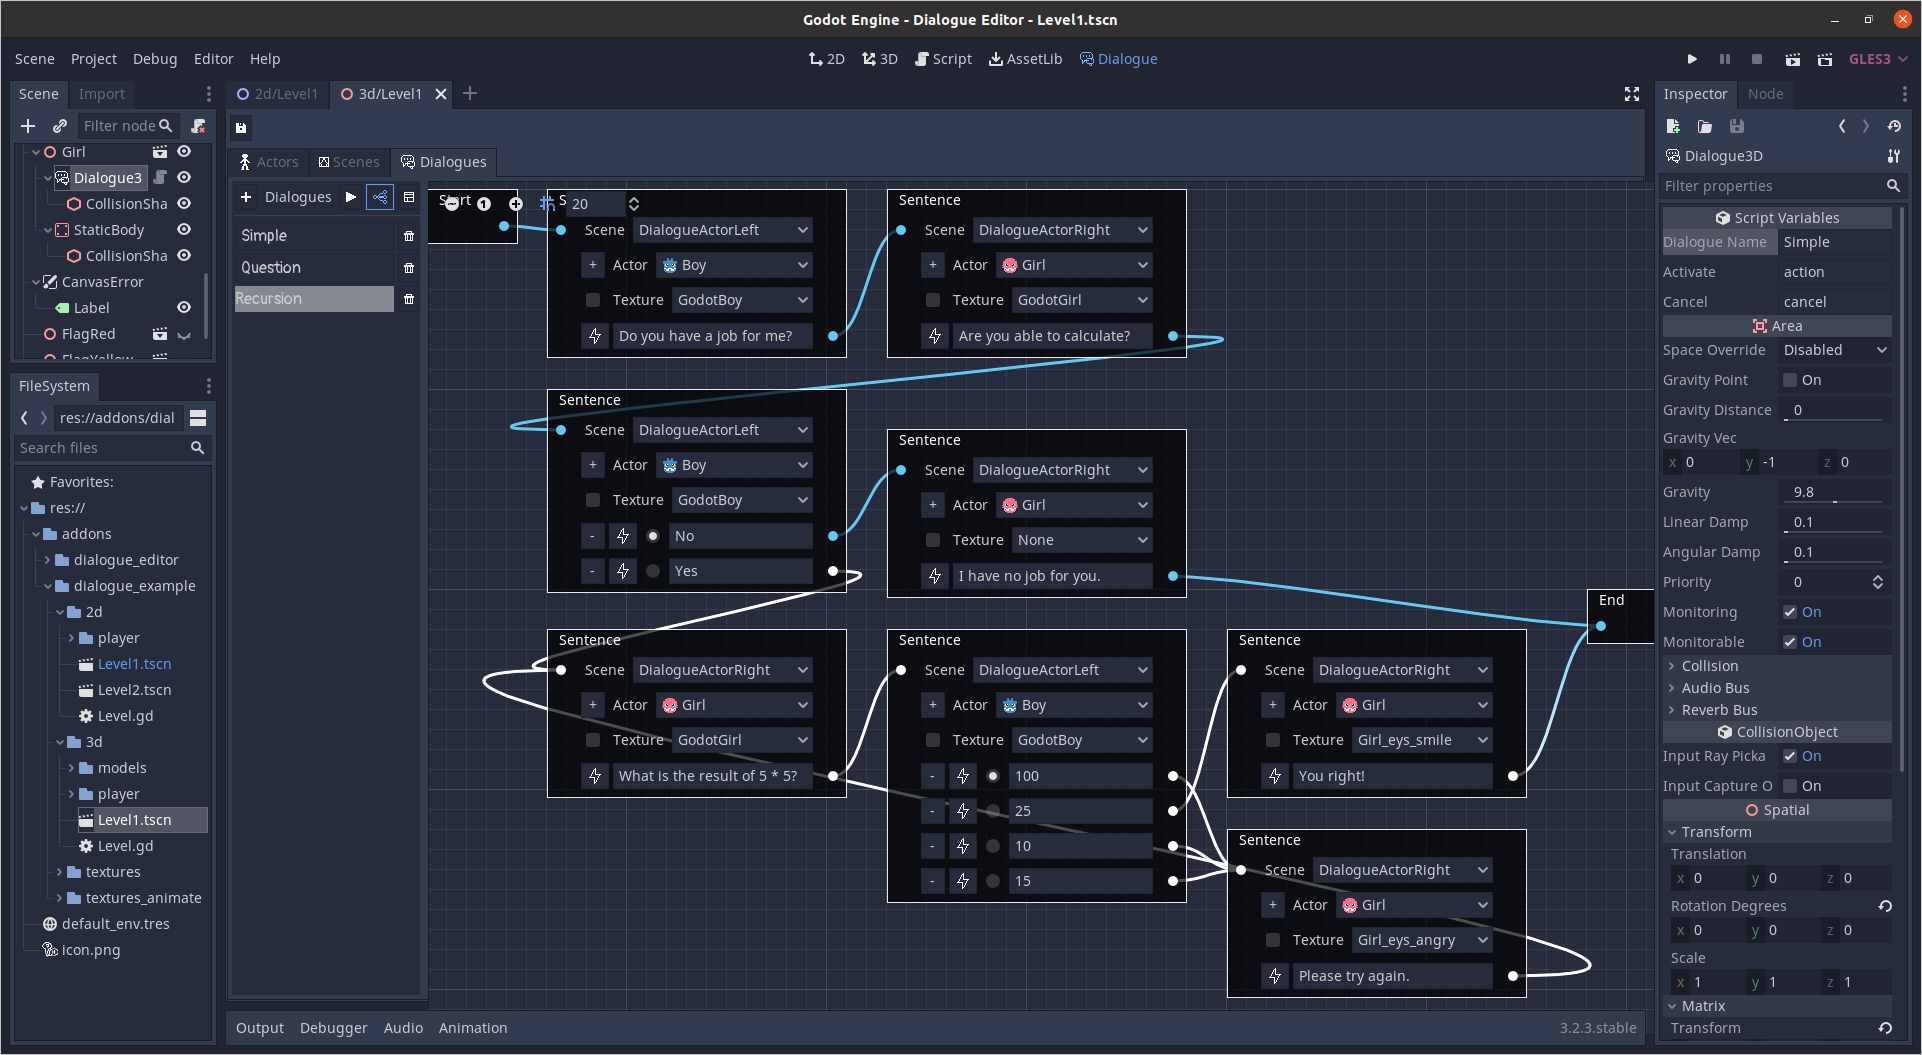 Godot Engine - Dialogue Editor - Level1.tscn
Scene Project Debug Editor Help
2D 3D Script AssetLib Dialogue
GLES3
Scene Import
Filter node
Girl
Dialogue3
CollisionSha
StaticBody
CollisionSha
CanvasError
Label
FlagRed
FlagYellow
FileSystem
res://addons/dial
Search files
Favorites:
res://
addons
dialogue_editor
dialogue_example
2d
player
Level1.tscn
Level2.tscn
Level.gd
3d
models
player
Level1.tscn
Level.gd
textures
textures_animate
default_env.tres
icon.png
2d/Level1 3d/Level1
Actors Scenes Dialogues
Dialogues
Simple
Question
Recursion
Start
1 20
Scene DialogueActorLeft
+ Actor Boy
Texture GodotBoy
Do you have a job for me?
Sentence
Scene DialogueActorRight
+ Actor Girl
Texture GodotGirl
Are you able to calculate?
Sentence
Scene DialogueActorLeft
+ Actor Boy
Texture GodotBoy
- No
- Yes
Sentence
Scene DialogueActorRight
+ Actor Girl
Texture None
I have no job for you.
End
Sentence
Scene DialogueActorRight
+ Actor Girl
Texture GodotGirl
What is the result of 5 * 5?
Sentence
Scene DialogueActorLeft
+ Actor Boy
Texture GodotBoy
- 100
- 25
- 10
- 15
Sentence
Scene DialogueActorRight
+ Actor Girl
Texture Girl_eys_smile
You right!
Sentence
Scene DialogueActorRight
+ Actor Girl
Texture Girl_eys_angry
Please try again.
Output Debugger Audio Animation
3.2.3.stable
Inspector Node
Dialogue3D
Filter properties
Script Variables
Dialogue Name Simple
Activate action
Cancel cancel
Area
Space Override Disabled
Gravity Point On
Gravity Distance 0
Gravity Vec
x 0 y -1 z 0
Gravity 9.8
Linear Damp 0.1
Angular Damp 0.1
Priority 0
Monitoring On
Monitorable On
Collision
Audio Bus
Reverb Bus
CollisionObject
Input Ray Picka On
Input Capture O On
Spatial
Transform
Translation
x 0 y 0 z 0
Rotation Degrees
x 0 y 0 z 0
Scale
x 1 y 1 z 1
Matrix
Transform